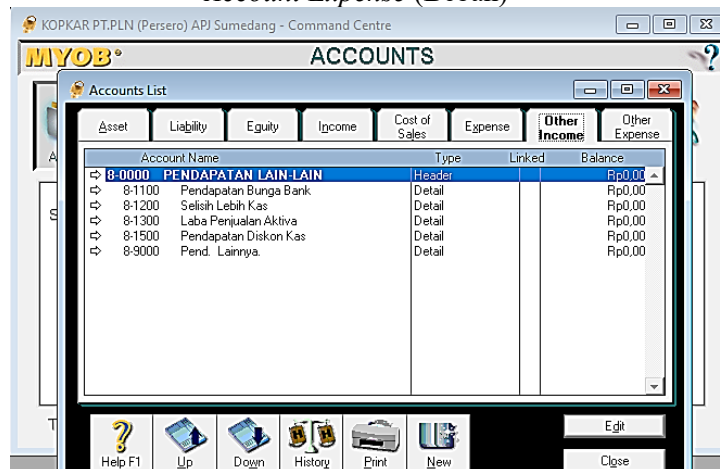 Account Expense (Detail)
KOPKAR PT.PLN (Persero) APJ Sumedang - Command Centre
MYOB® ACCOUNTS
Accounts List
Asset Liability Equity Income Cost of Sales Expense Other Income Other Expense
Account Name Type Linked Balance
8-0000 PENDAPATAN LAIN-LAIN Header Rp0,00
8-1100 Pendapatan Bunga Bank Detail Rp0,00
8-1200 Selisih Lebih Kas Detail Rp0,00
8-1300 Laba Penjualan Aktiva Detail Rp0,00
8-1500 Pendapatan Diskon Kas Detail Rp0,00
8-9000 Pend. Lainnya. Detail Rp0,00
Edit
Help F1 Up Down History Print New Close